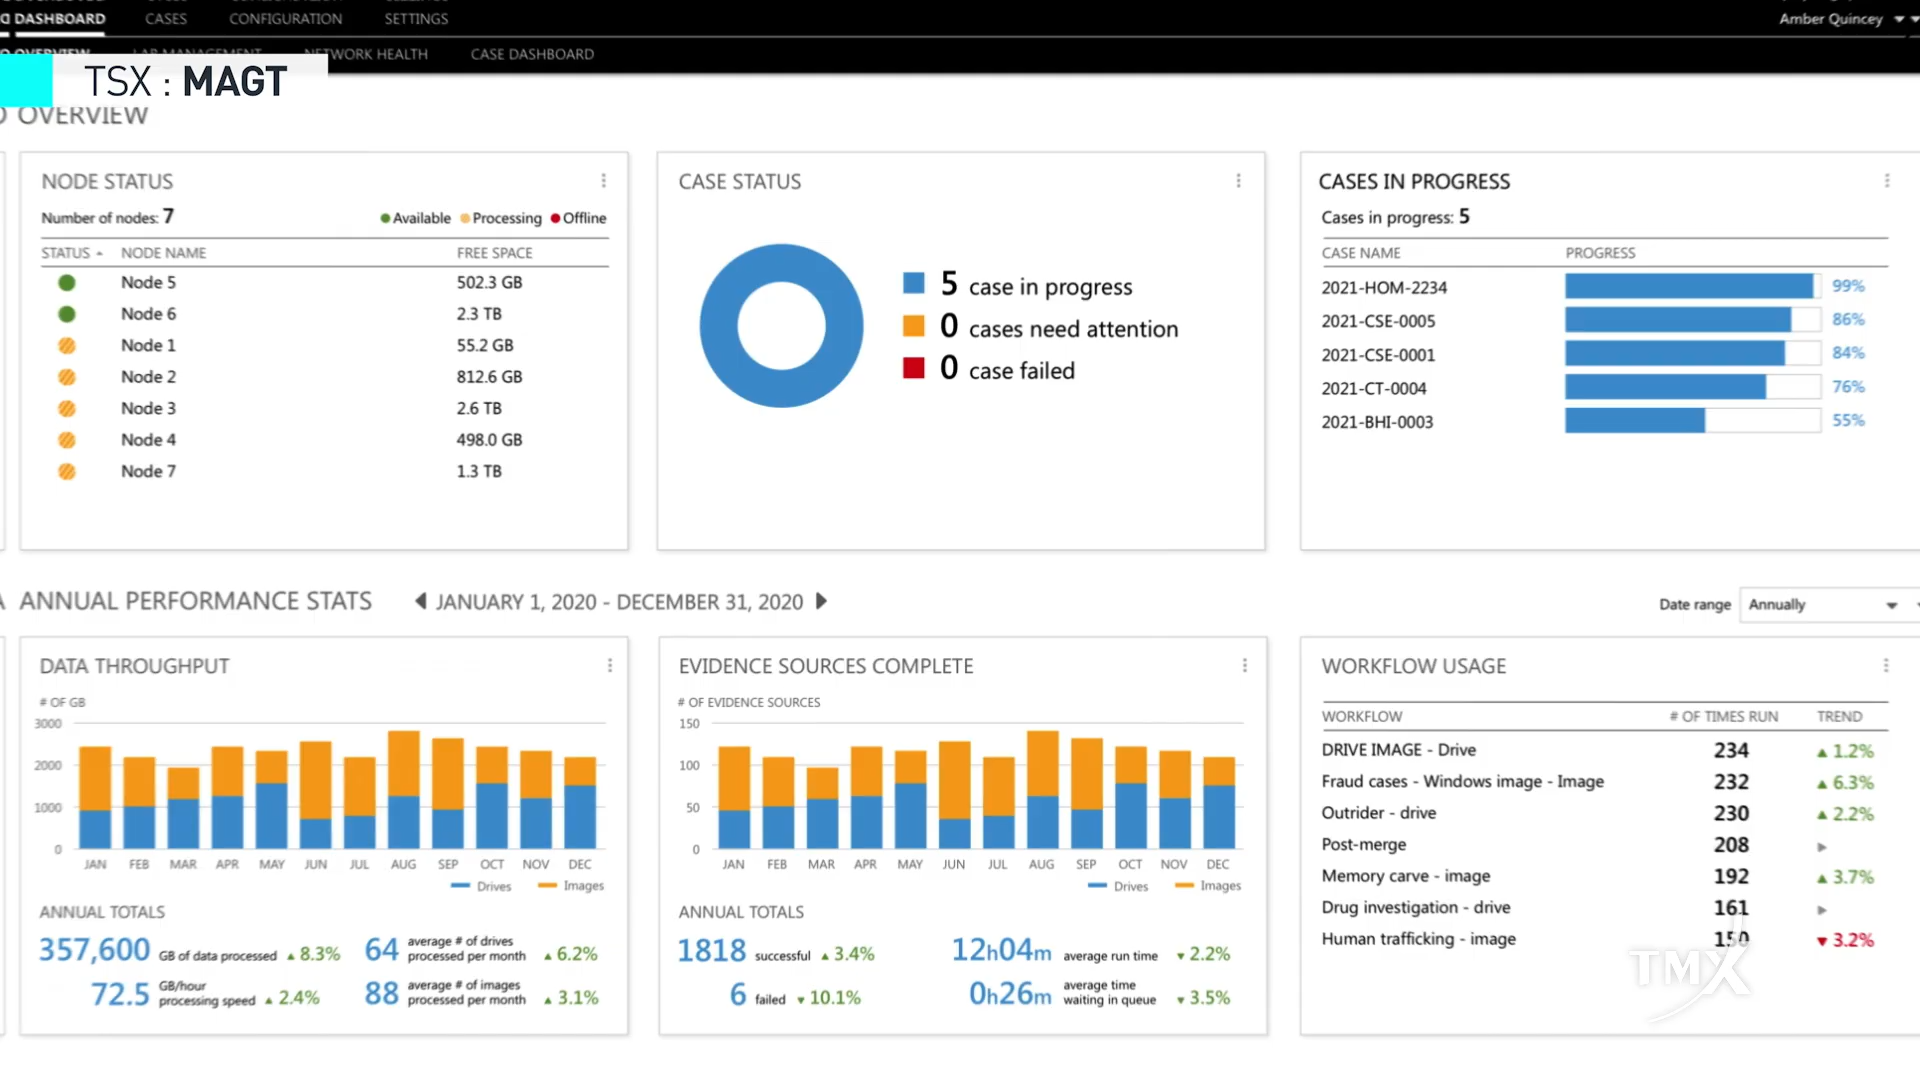 DASHBOARD
CASES
CONFIGURATION
SETTINGS
Amber Quincey
OVERVIEW
LAB MANAGEMENT
NETWORK HEALTH
CASE DASHBOARD
TSX : MAGT
OVERVIEW
NODE STATUS
Number of nodes: 7
Available Processing Offline
STATUS NODE NAME FREE SPACE
Node 5 502.3 GB
Node 6 2.3 TB
Node 1 55.2 GB
Node 2 812.6 GB
Node 3 2.6 TB
Node 4 498.0 GB
Node 7 1.3 TB
CASE STATUS
5 case in progress
0 cases need attention
0 case failed
CASES IN PROGRESS
Cases in progress: 5
CASE NAME PROGRESS
2021-HOM-2234 99%
2021-CSE-0005 86%
2021-CSE-0001 84%
2021-CT-0004 76%
2021-BHI-0003 55%
ANNUAL PERFORMANCE STATS
JANUARY 1, 2020 - DECEMBER 31, 2020
Date range Annually
DATA THROUGHPUT
# OF GB
3000
2000
1000
0
JAN FEB MAR APR MAY JUN JUL AUG SEP OCT NOV DEC
Drives Images
ANNUAL TOTALS
357,600 GB of data processed 8.3%
64 average # of drives processed per month 6.2%
72.5 GB/hour processing speed 2.4%
88 average # of images processed per month 3.1%
EVIDENCE SOURCES COMPLETE
# OF EVIDENCE SOURCES
150
100
50
0
JAN FEB MAR APR MAY JUN JUL AUG SEP OCT NOV DEC
Drives Images
ANNUAL TOTALS
1818 successful 3.4%
12h04m average run time 2.2%
6 failed 10.1%
0h26m average time waiting in queue 3.5%
WORKFLOW USAGE
WORKFLOW # OF TIMES RUN TREND
DRIVE IMAGE - Drive 234 1.2%
Fraud cases - Windows image - Image 232 6.3%
Outrider - drive 230 2.2%
Post-merge 208
Memory carve - image 192 3.7%
Drug investigation - drive 161
Human trafficking - image 150 3.2%
TMX